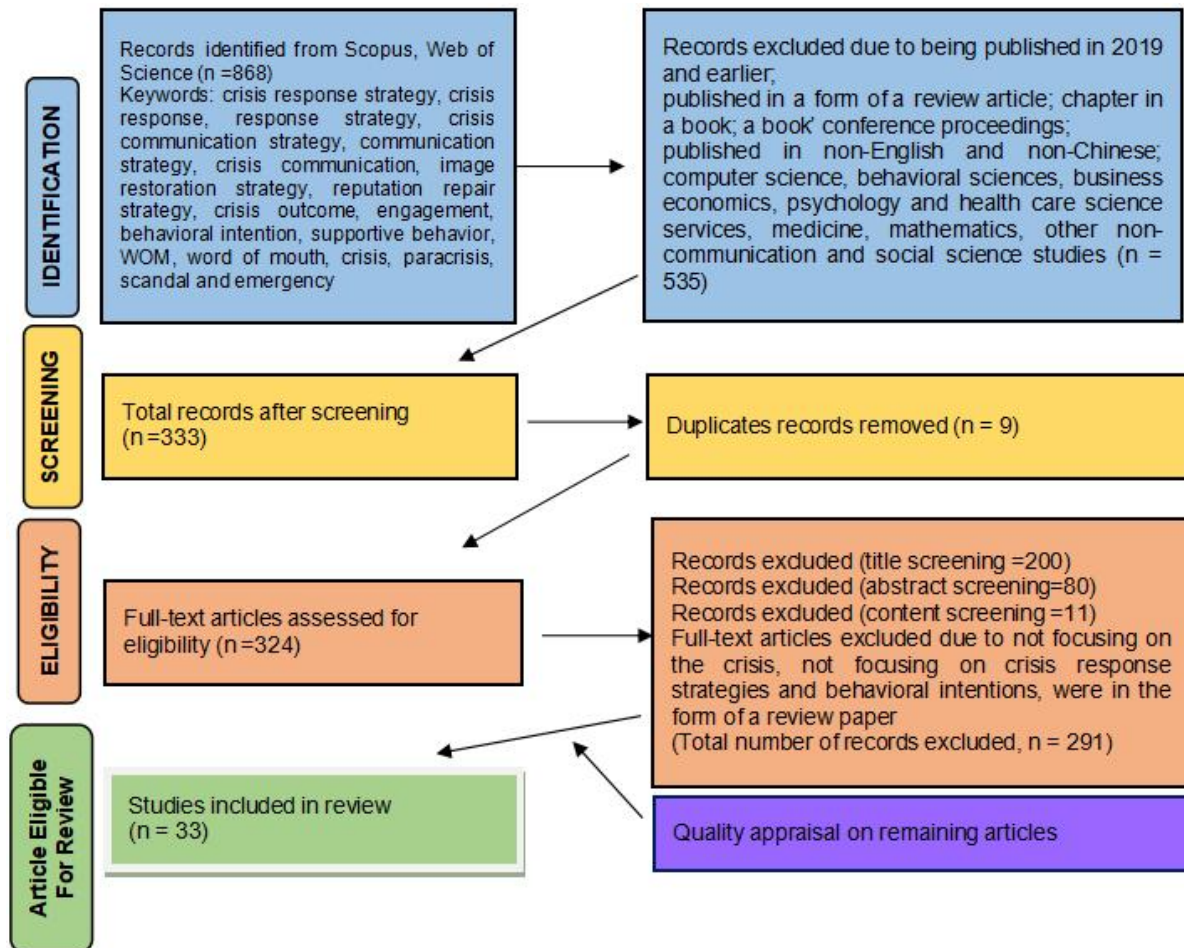 IDENTIFICATION
Records identified from Scopus, Web of
Science (n =868)
Keywords: crisis response strategy, crisis
response, response strategy, crisis
communication strategy, communication
strategy, crisis communication, image
restoration strategy, reputation repair
strategy, crisis outcome, engagement,
behavioral intention, supportive behavior,
WOM, word of mouth, crisis, paracrisis,
scandal and emergency
Records excluded due to being published in 2019
and earlier;
published in a form of a review article; chapter in
a book; a book' conference proceedings;
published in non-English and non-Chinese;
computer science, behavioral sciences, business
economics, psychology and health care science
services, medicine, mathematics, other non-
communication and social science studies (n =
535)
SCREENING
Total records after screening
(n =333)
Duplicates records removed (n = 9)
ELIGIBILITY
Full-text articles assessed for
eligibility (n =324)
Records excluded (title screening =200)
Records excluded (abstract screening=80)
Records excluded (content screening =11)
Full-text articles excluded due to not focusing on
the crisis, not focusing on crisis response
strategies and behavioral intentions, were in the
form of a review paper
(Total number of records excluded, n = 291)
Article Eligible
For Review
Studies included in review
(n = 33)
Quality appraisal on remaining articles